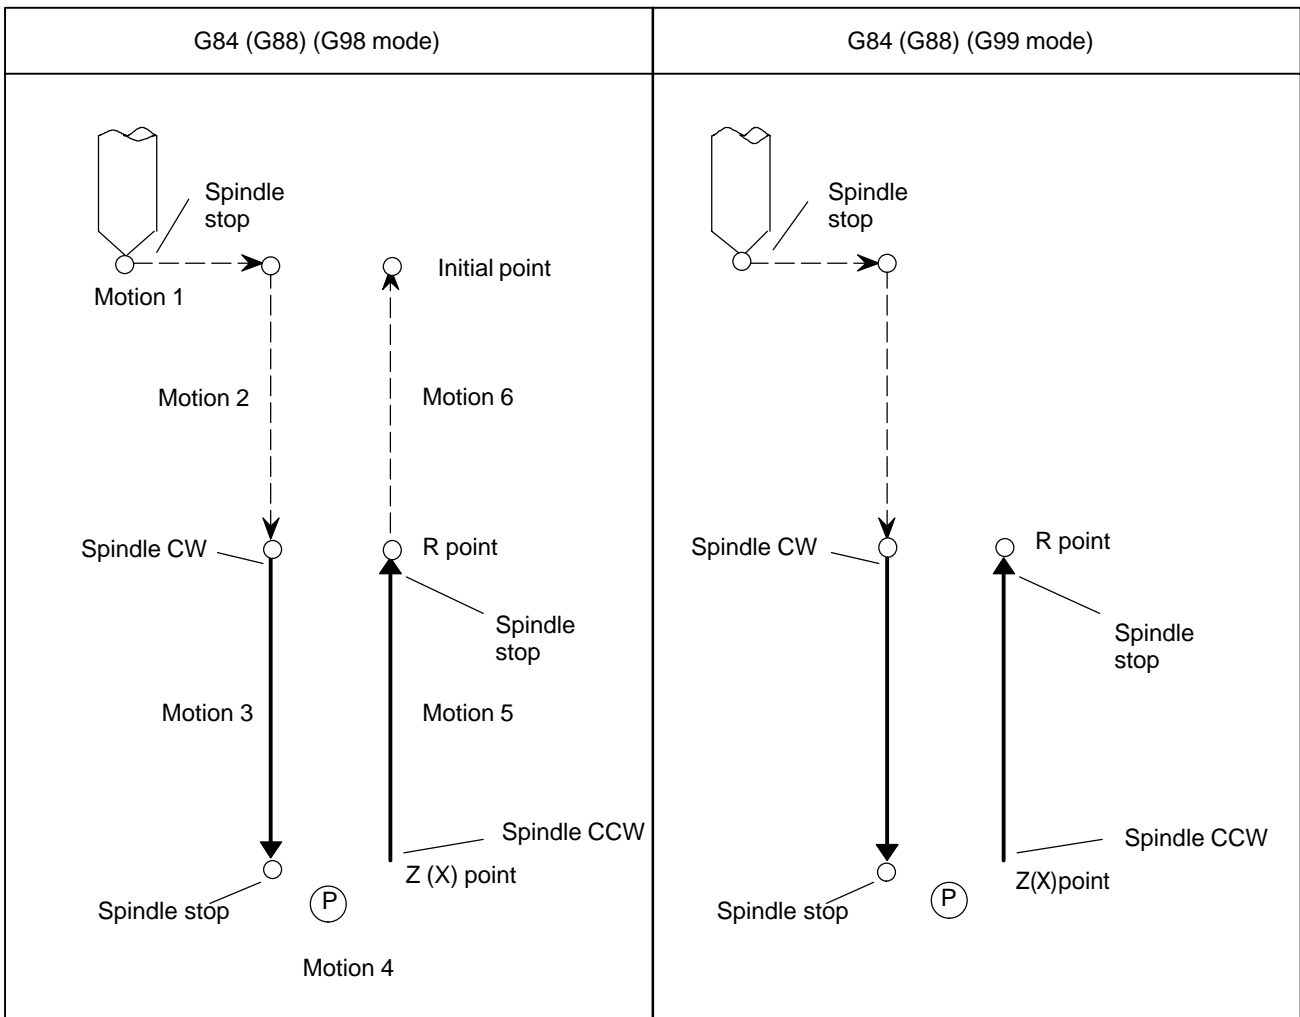 G84 (G88) (G98 mode)
G84 (G88) (G99 mode)
Spindle
stop
Motion 1
Initial point
Motion 2
Motion 6
Spindle CW
R point
Spindle
stop
Motion 3
Motion 5
Spindle CCW
Z (X) point
Spindle stop
P
Motion 4
Spindle
stop
Spindle CW
R point
Spindle
stop
Spindle CCW
Z(X)point
Spindle stop
P